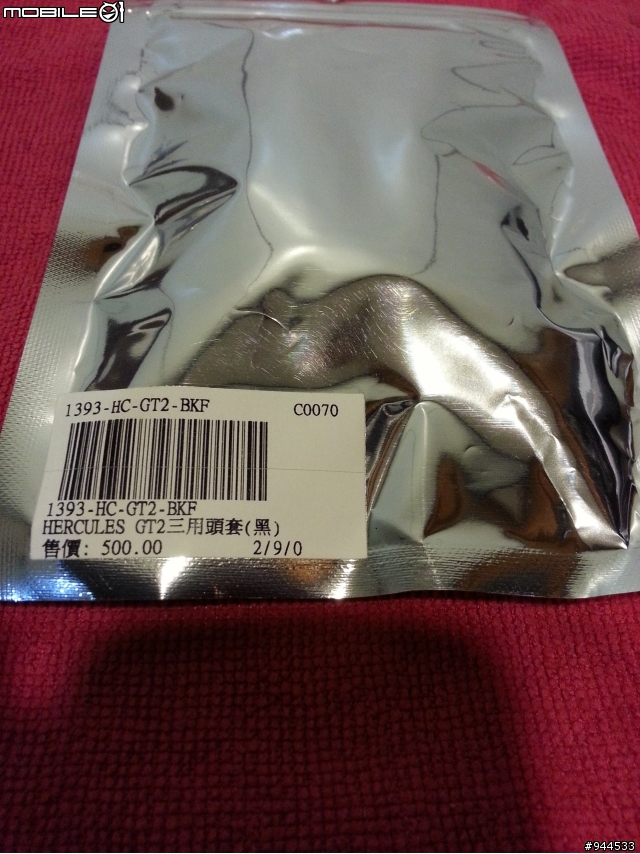 MOBILE01
1393-HC-GT2-BKF C0070
1393-HC-GT2-BKF
HERCULES GT2三用頭套(黑)
售價: 500.00 2/9/0
#944533